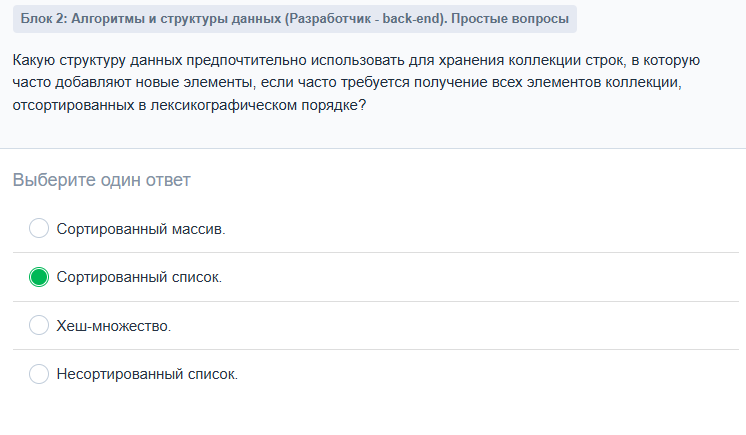 Блок 2: Алгоритмы и структуры данных (Разработчик - back-end). Простые вопросы
Какую структуру данных предпочтительно использовать для хранения коллекции строк, в которую
часто добавляют новые элементы, если часто требуется получение всех элементов коллекции,
отсортированных в лексикографическом порядке?
Выберите один ответ
Сортированный массив.
Сортированный список.
Хеш-множество.
Несортированный список.